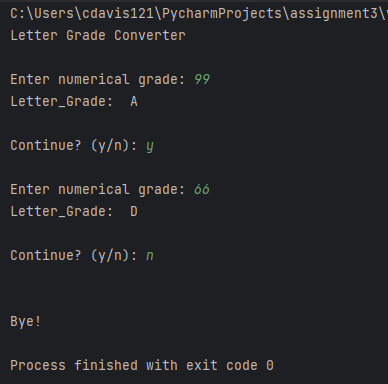 C:\Users\cdavis121\PycharmProjects\assignment3\
Letter Grade Converter
Enter numerical grade: 99
Letter_Grade:  A
Continue? (y/n): y
Enter numerical grade: 66
Letter_Grade:  D
Continue? (y/n): n
Bye!
Process finished with exit code 0